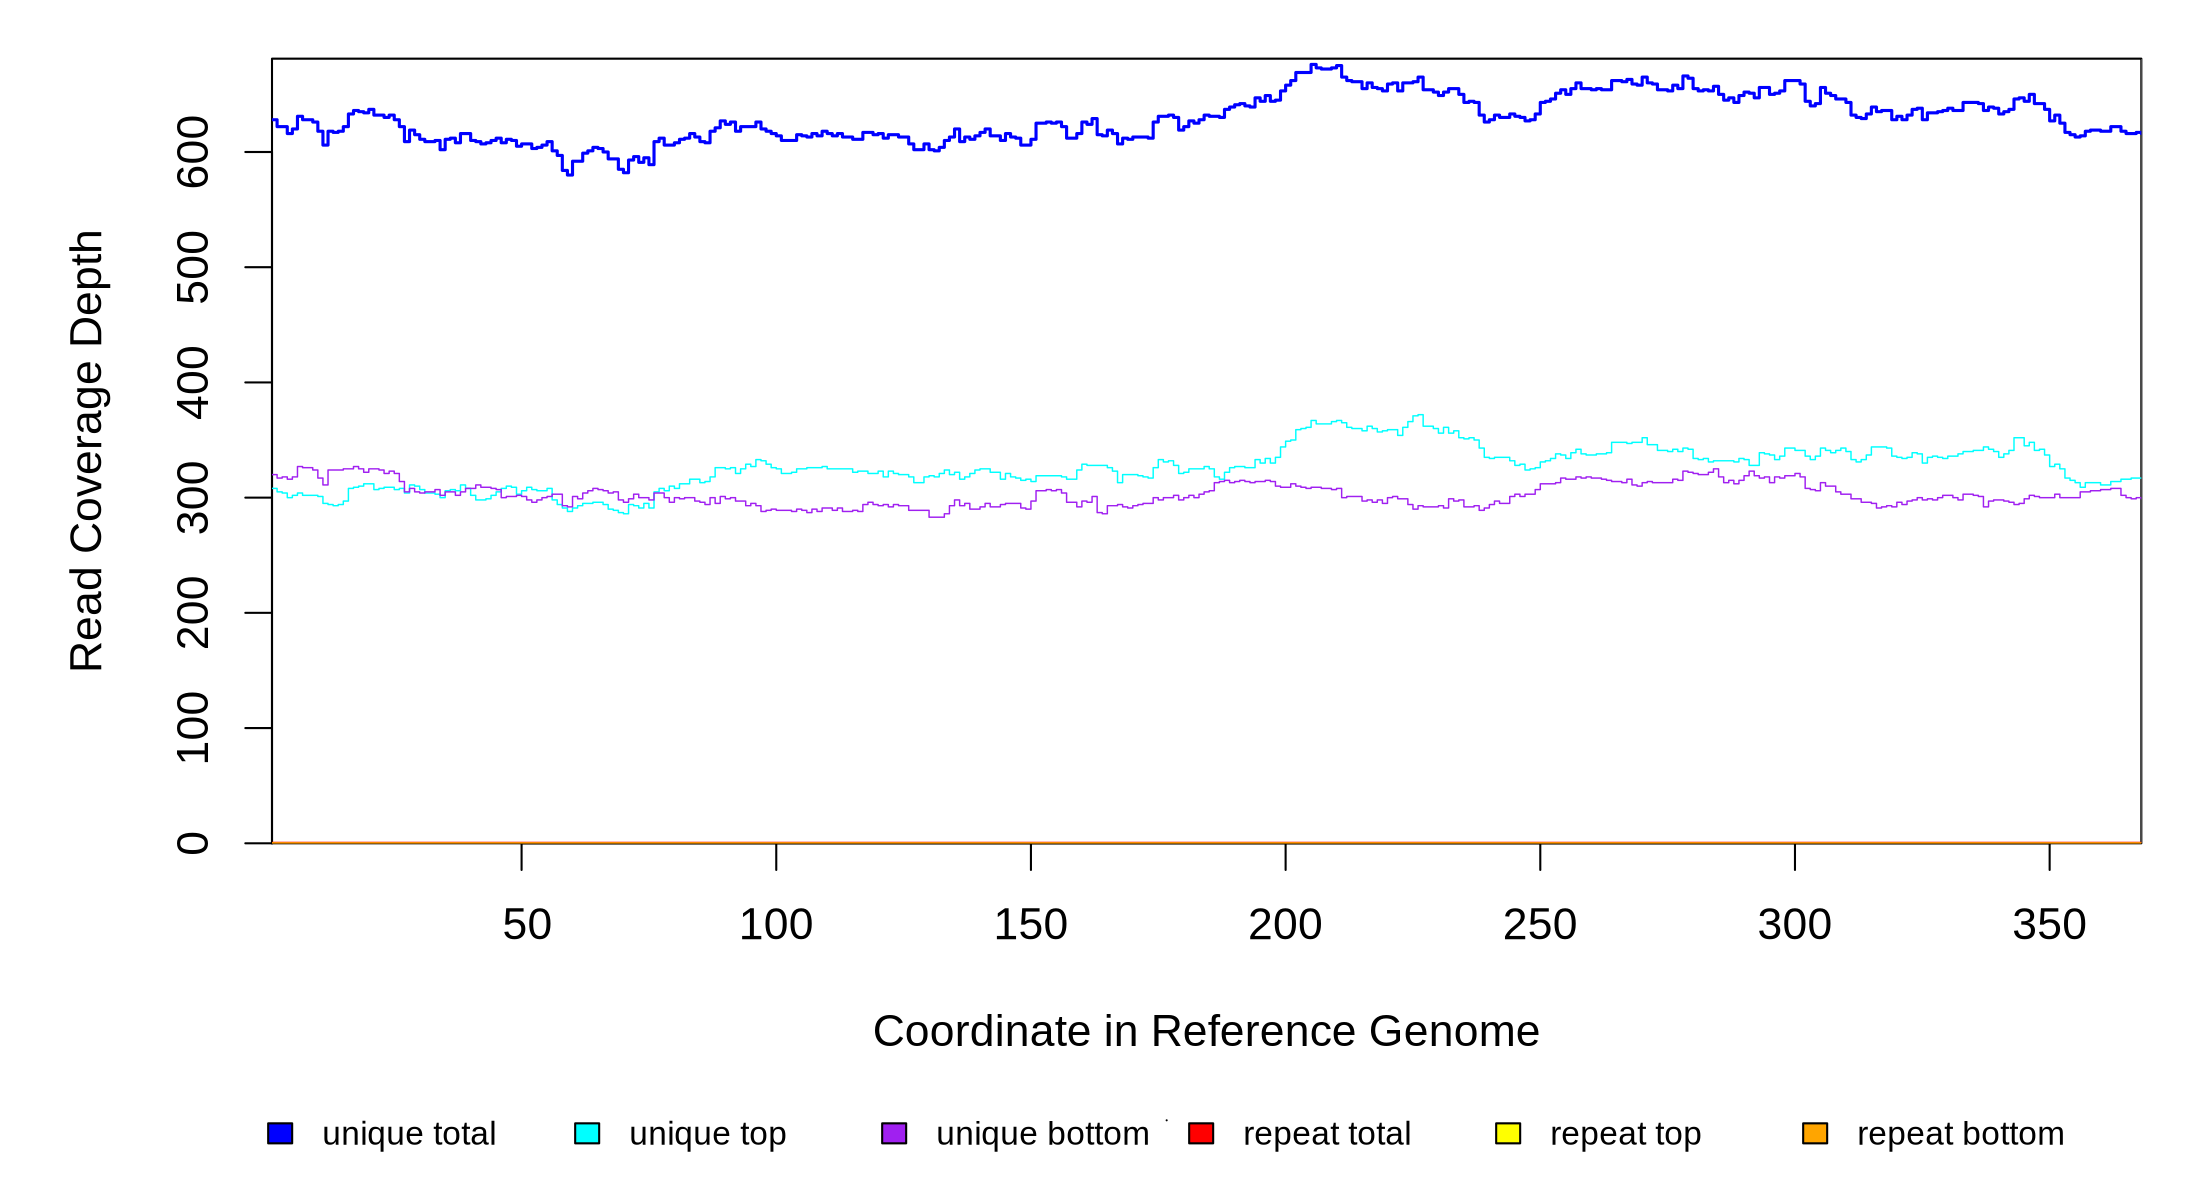 Read Coverage Depth
600
500
400
300
200
100
0
50 100 150 200 250 300 350
Coordinate in Reference Genome
unique total unique top unique bottom repeat total repeat top repeat bottom